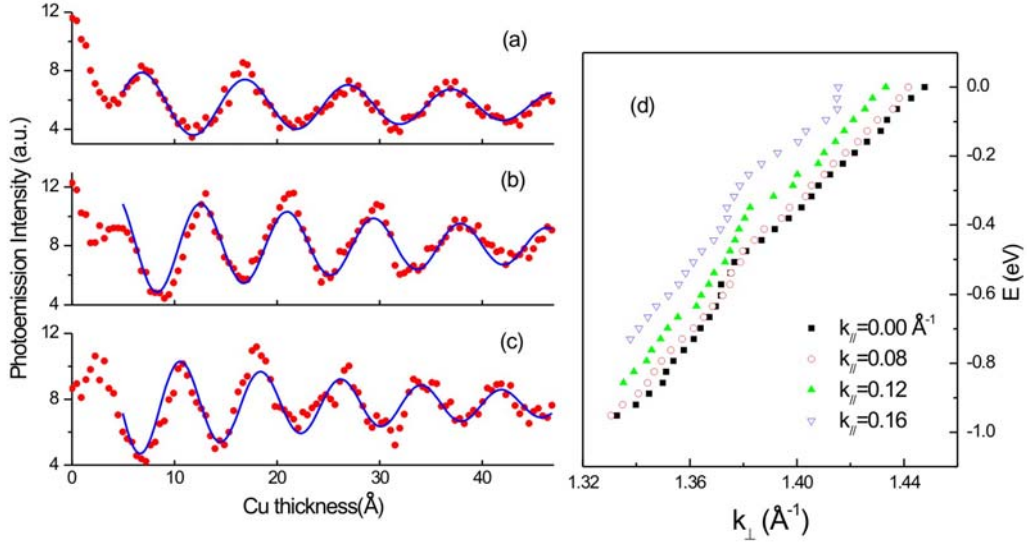 12
(a)
8
4
12
(b)
8
4
12
(c)
8
4
0 10 20 30 40
Cu thickness(Å)
Photoemission Intensity (a.u.)
(d)
0.0
-0.2
-0.4
-0.6
-0.8
-1.0
E (eV)
k//=0.00 Å-1
k//=0.08
k//=0.12
k//=0.16
1.32 1.36 1.40 1.44
k⊥ (Å-1)